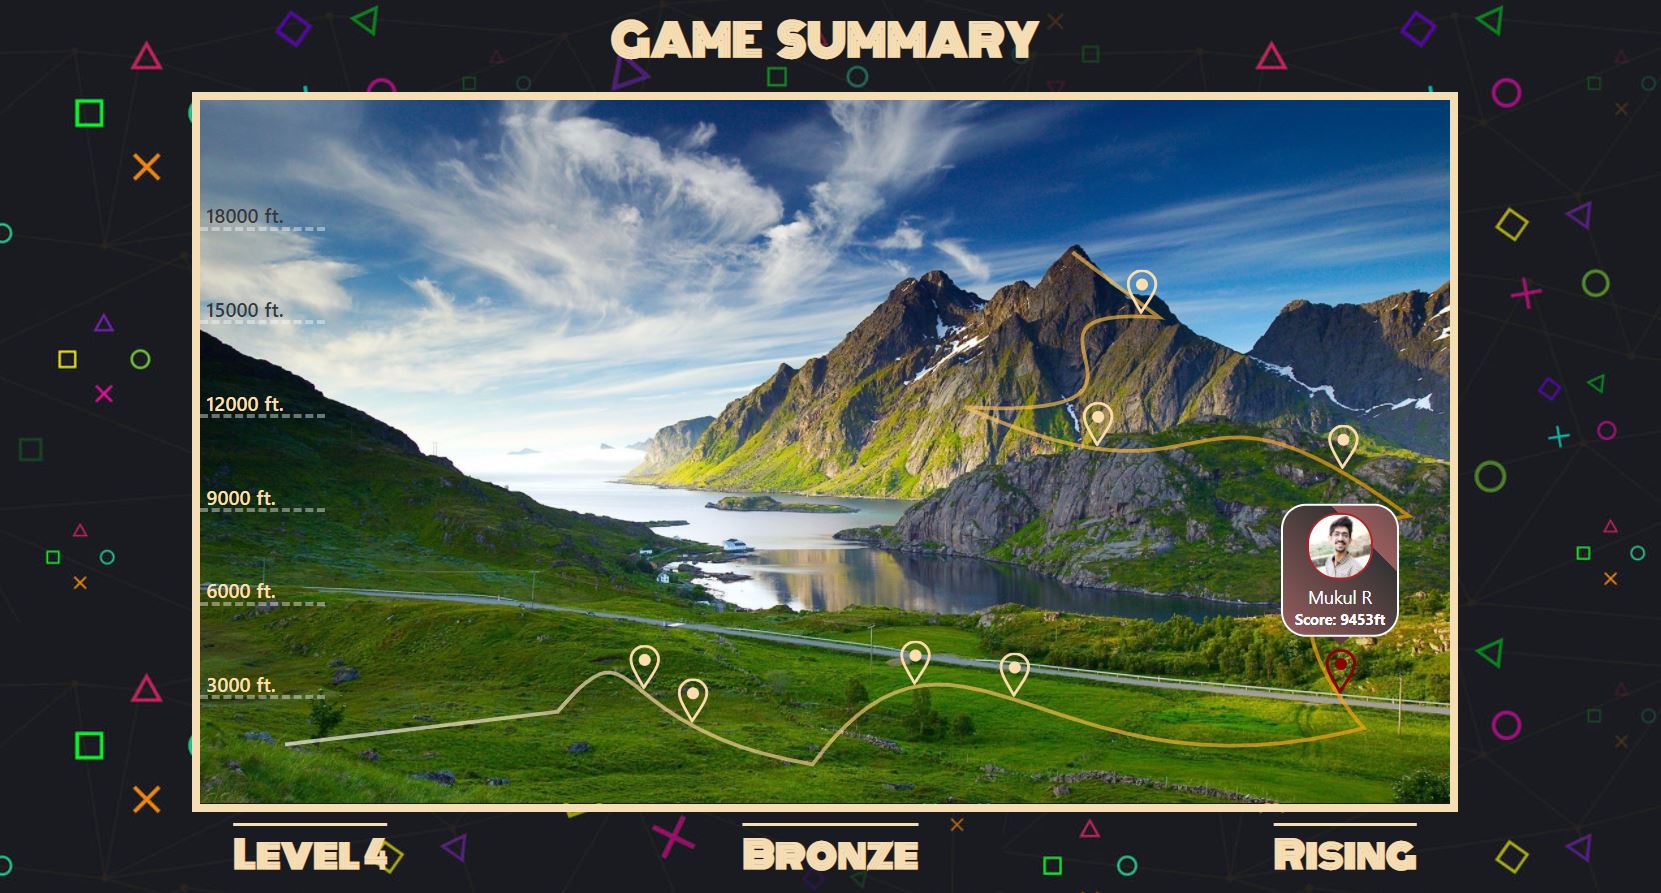 GAME SUMMARY
18000 ft.
15000 ft.
12000 ft.
9000 ft.
6000 ft.
3000 ft.
Mukul R
Score: 9453ft
LEVEL 4
BRONZE
RISING